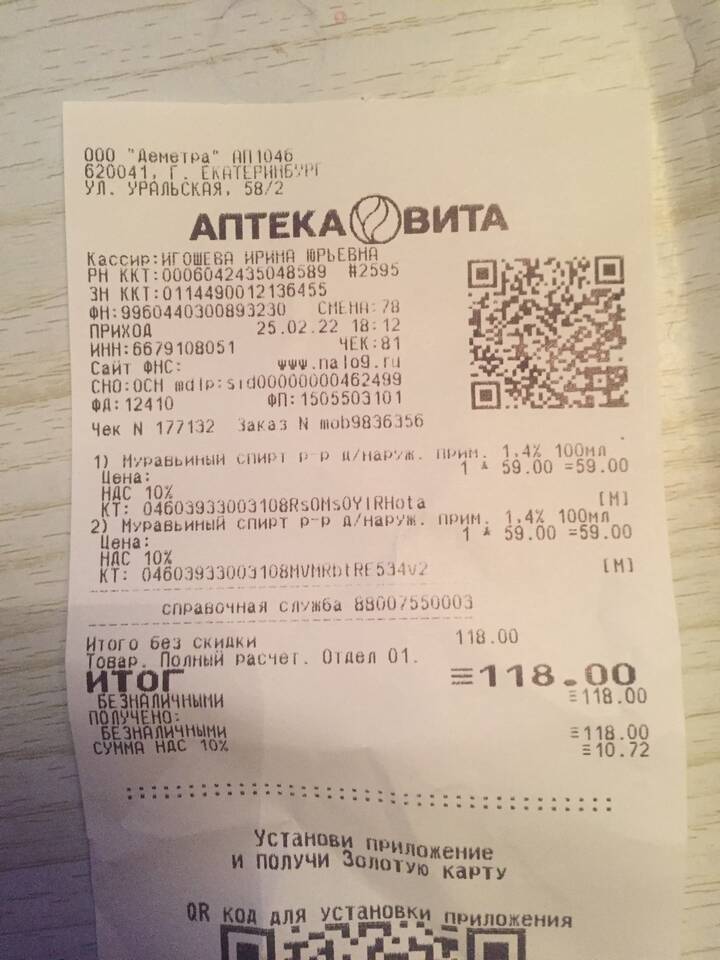 ООО "Деметра" АП1046
620041, Г. ЕКАТЕРИНБУРГ
УЛ. УРАЛЬСКАЯ, 58/2
АПТЕКА ВИТА
Кассир:ИГОШЕВА ИРИНА ЮРЬЕВНА
РН ККТ:0006042435048589 #2595
ЗН ККТ:0114490012136455
ФН:9960440300893230 СМЕНА:78
ПРИХОД 25.02.22 18:12
ИНН:6679108051 ЧЕК:81
Сайт ФНС: www.nalog.ru
СНО:ОСН mdlp:sid00000000462499
ФД:12410 ФП:1505503101
Чек N 177132 Заказ N mob9836356
1) Муравьиный спирт р-р д/наруж. прим. 1,4% 100мл
Цена: 1 * 59.00 =59.00
НДС 10%
КТ: 04603933003108RsOMsOYlRHota [М]
2) Муравьиный спирт р-р д/наруж. прим. 1,4% 100мл
Цена: 1 * 59.00 =59.00
НДС 10%
КТ: 04603933003108MVMRbtRE534v2 [М]
справочная служба 88007550003
Итого без скидки 118.00
Товар. Полный расчет. Отдел 01.
ИТОГ ≡118.00
БЕЗНАЛИЧНЫМИ ≡118.00
ПОЛУЧЕНО:
БЕЗНАЛИЧНЫМИ ≡118.00
СУММА НДС 10% ≡10.72
Установи приложение
и получи Золотую карту
QR код для установки приложения